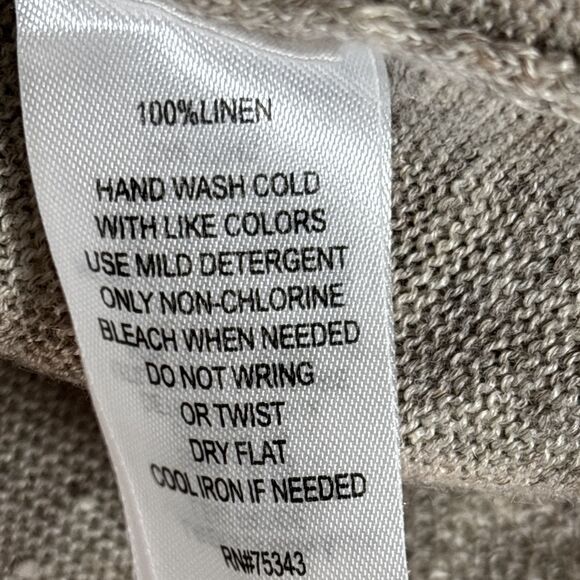 100%LINEN
HAND WASH COLD
WITH LIKE COLORS
USE MILD DETERGENT
ONLY NON-CHLORINE
BLEACH WHEN NEEDED
DO NOT WRING
OR TWIST
DRY FLAT
COOL IRON IF NEEDED
RN#75343